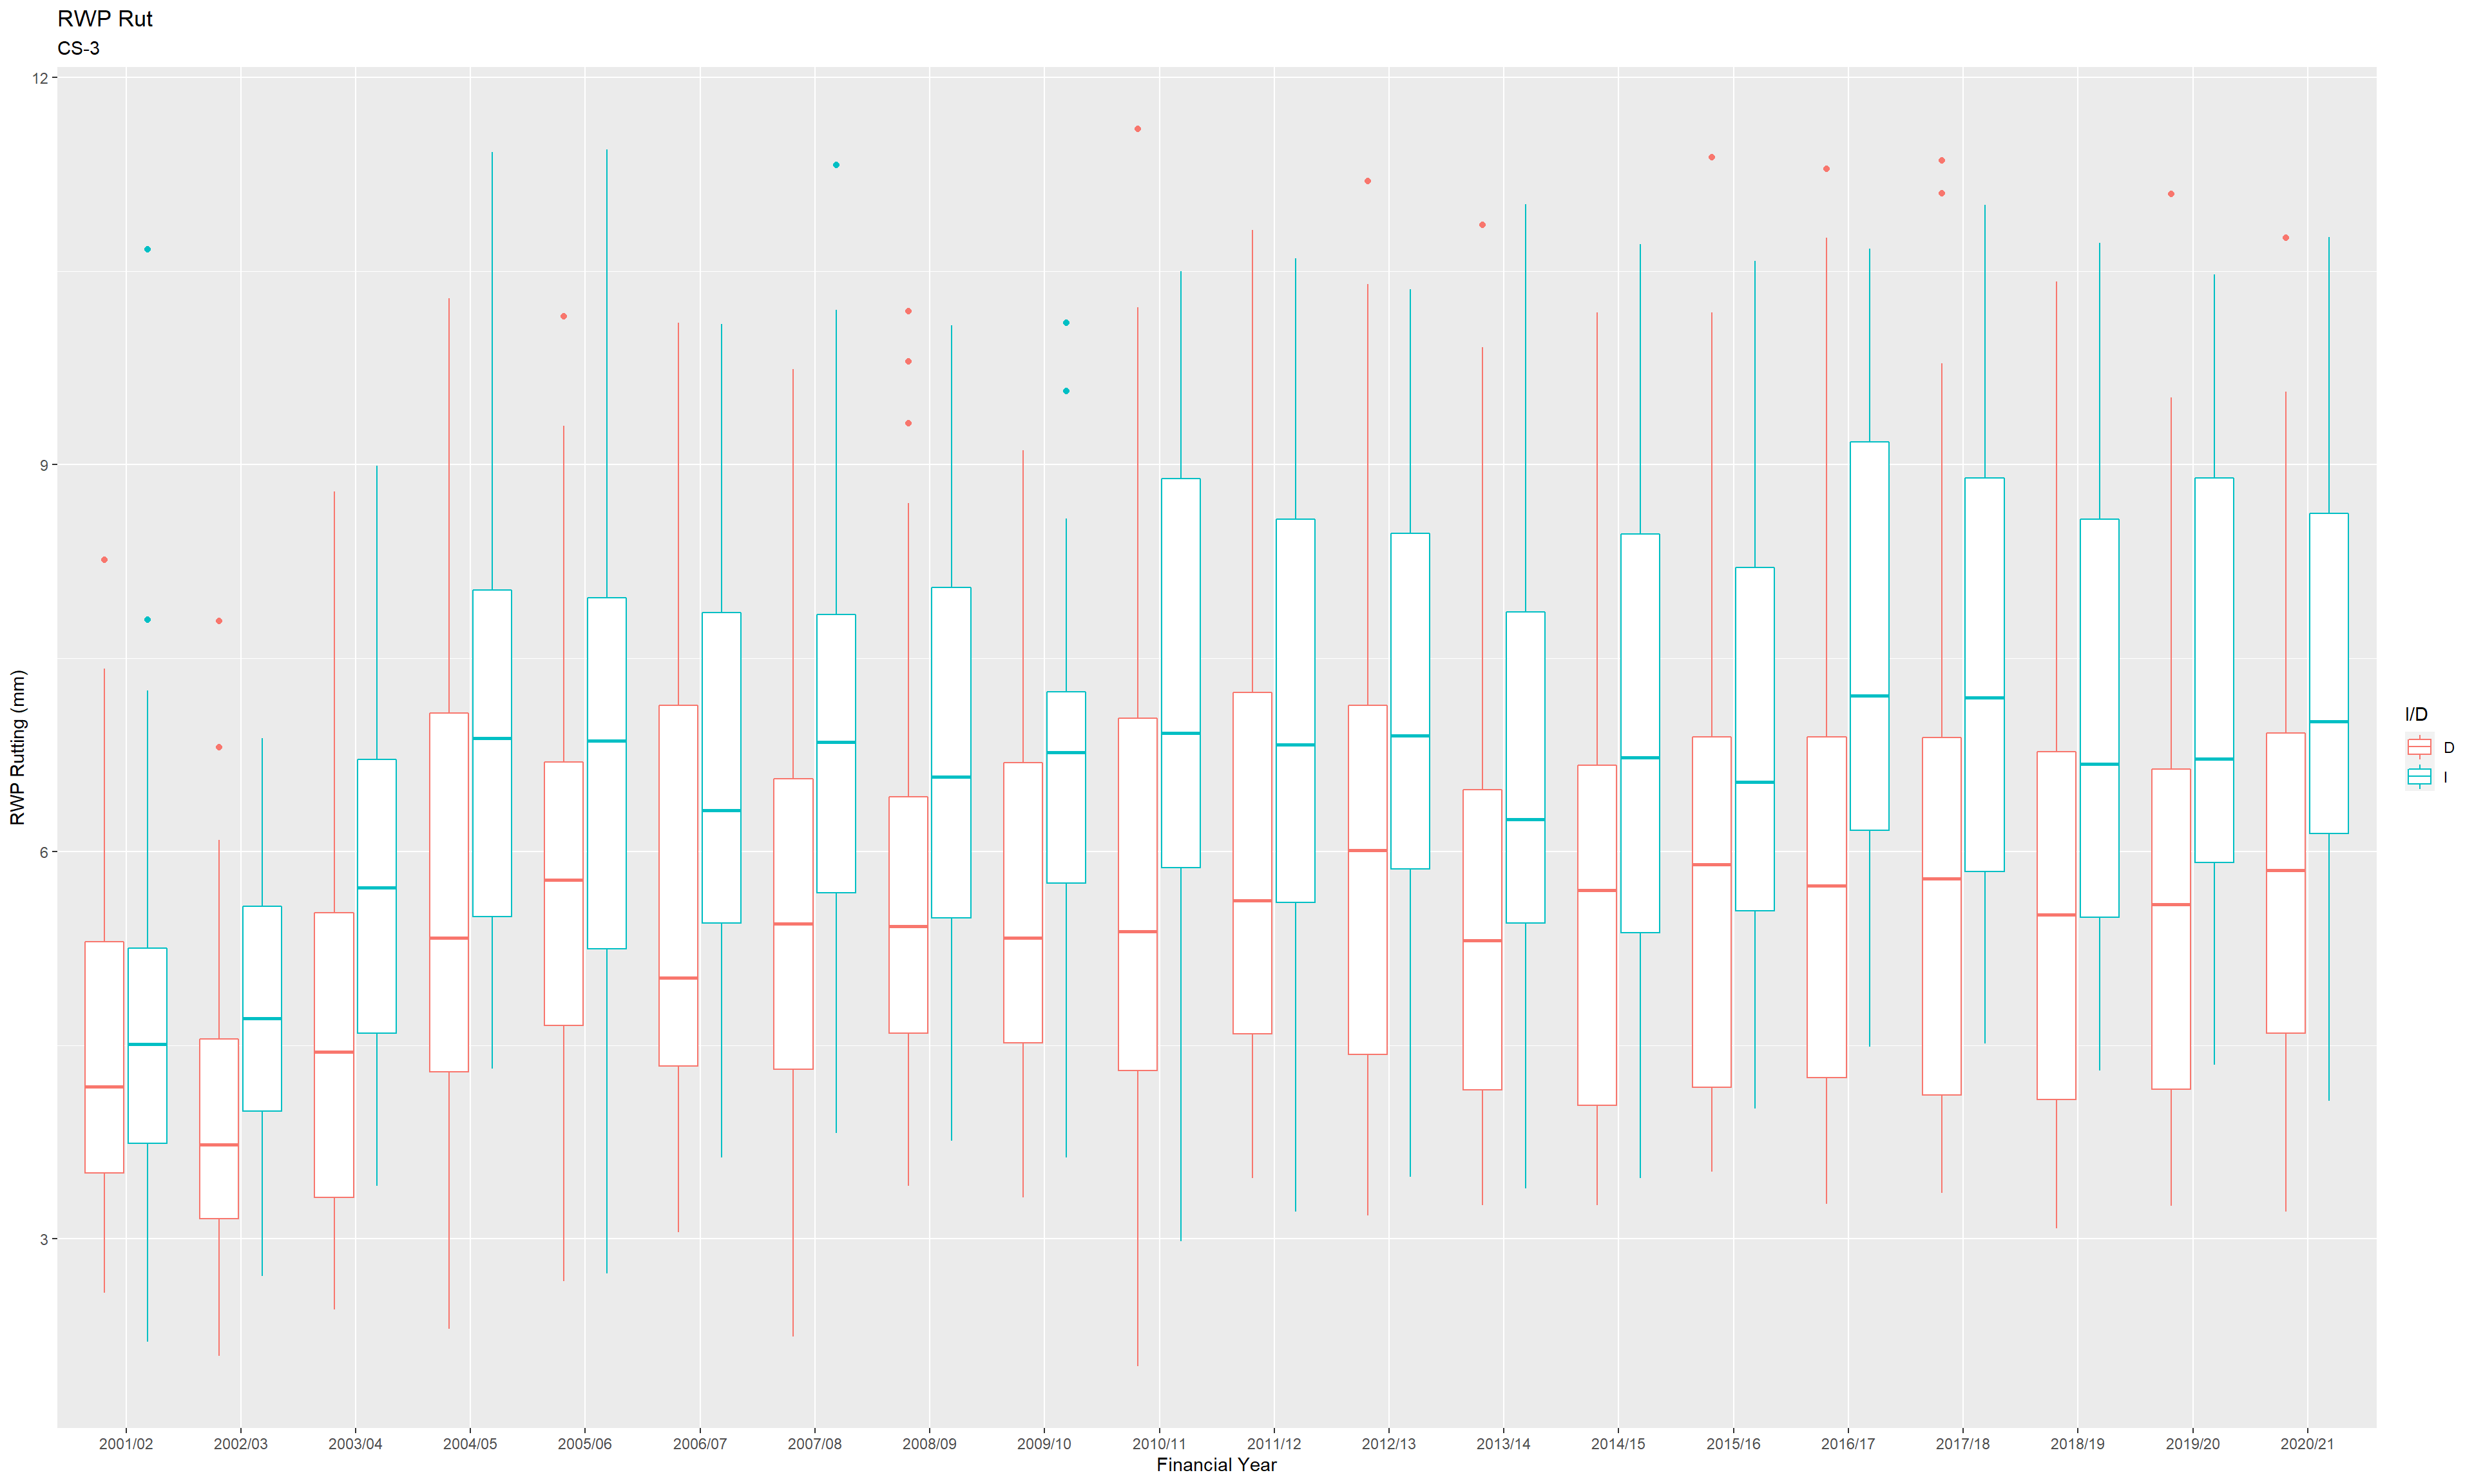 RWP Rut
CS-3
12
9
6
3
RWP Rutting (mm)
2001/02 2002/03 2003/04 2004/05 2005/06 2006/07 2007/08 2008/09 2009/10 2010/11 2011/12 2012/13 2013/14 2014/15 2015/16 2016/17 2017/18 2018/19 2019/20 2020/21
Financial Year
I/D
D
I